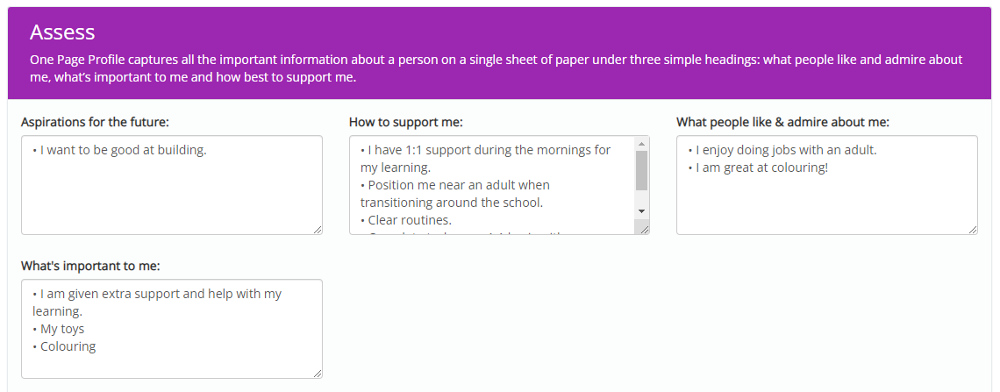 Assess
One Page Profile captures all the important information about a person on a single sheet of paper under three simple headings: what people like and admire about
me, what's important to me and how best to support me.
Aspirations for the future:
• I want to be good at building.
How to support me:
• I have 1:1 support during the mornings for
my learning.
• Position me near an adult when
transitioning around the school.
• Clear routines.
What people like & admire about me:
• I enjoy doing jobs with an adult.
• I am great at colouring!
What's important to me:
• I am given extra support and help with my
learning.
• My toys
• Colouring